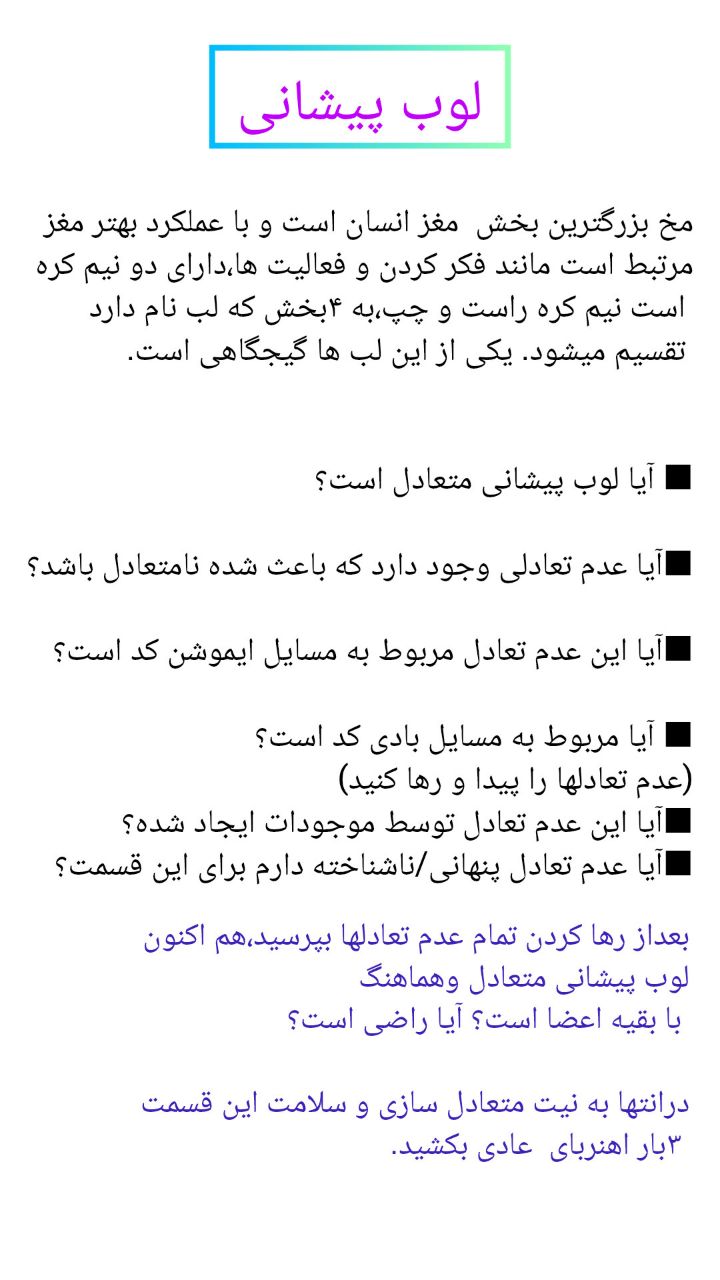 لوب پیشانی
مخ بزرگترین بخش مغز انسان است و با عملکرد بهتر مغز
مرتبط است مانند فکر کردن و فعالیت ها،دارای دو نیم کره
است نیم کره راست و چپ،به ۴بخش که لب نام دارد
تقسیم میشود. یکی از این لب ها گیجگاهی است.
■ آیا لوب پیشانی متعادل است؟
■آیا عدم تعادلی وجود دارد که باعث شده نامتعادل باشد؟
■آیا این عدم تعادل مربوط به مسایل ایموشن کد است؟
■ آیا مربوط به مسایل بادی کد است؟
(عدم تعادلها را پیدا و رها کنید)
■آیا این عدم تعادل توسط موجودات ایجاد شده؟
■آیا عدم تعادل پنهانی/ناشناخته دارم برای این قسمت؟
بعداز رها کردن تمام عدم تعادلها بپرسید،هم اکنون
لوب پیشانی متعادل وهماهنگ
با بقیه اعضا است؟ آیا راضی است؟
درانتها به نیت متعادل سازی و سلامت این قسمت
۳بار اهنربای عادی بکشید.